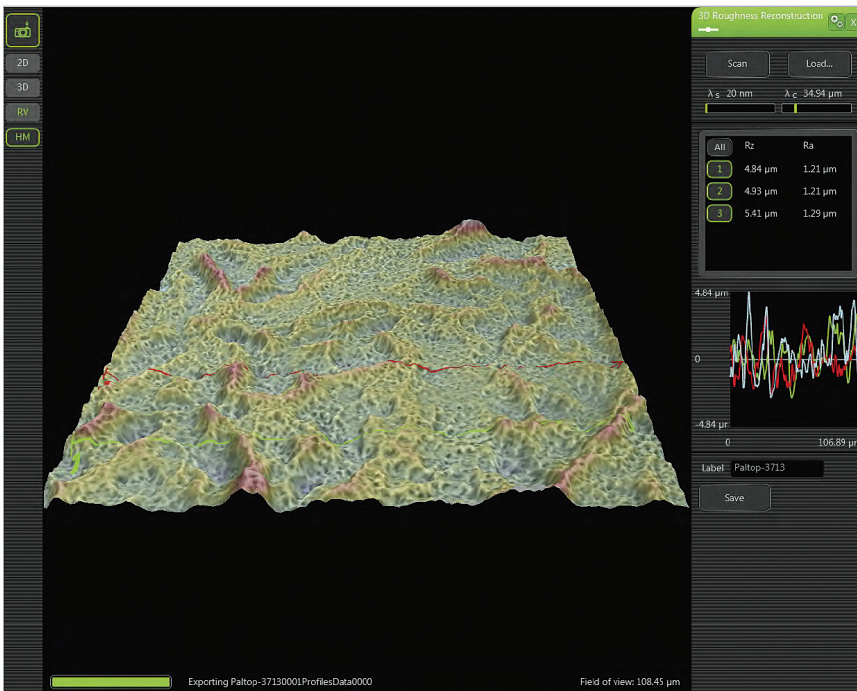 2D
3D
RV
HM
3D Roughness Reconstruction
X
Scan
Load...
λ s 20 nm
λ c 34.94 µm
All Rz Ra
1 4.84 µm 1.21 µm
2 4.93 µm 1.21 µm
3 5.41 µm 1.29 µm
4.84 µm
0
-4.84 µr
0 106.89 µm
Label Paltop-3713
Save
Exporting Paltop-37130001ProfilesData0000
Field of view: 108.45 µm